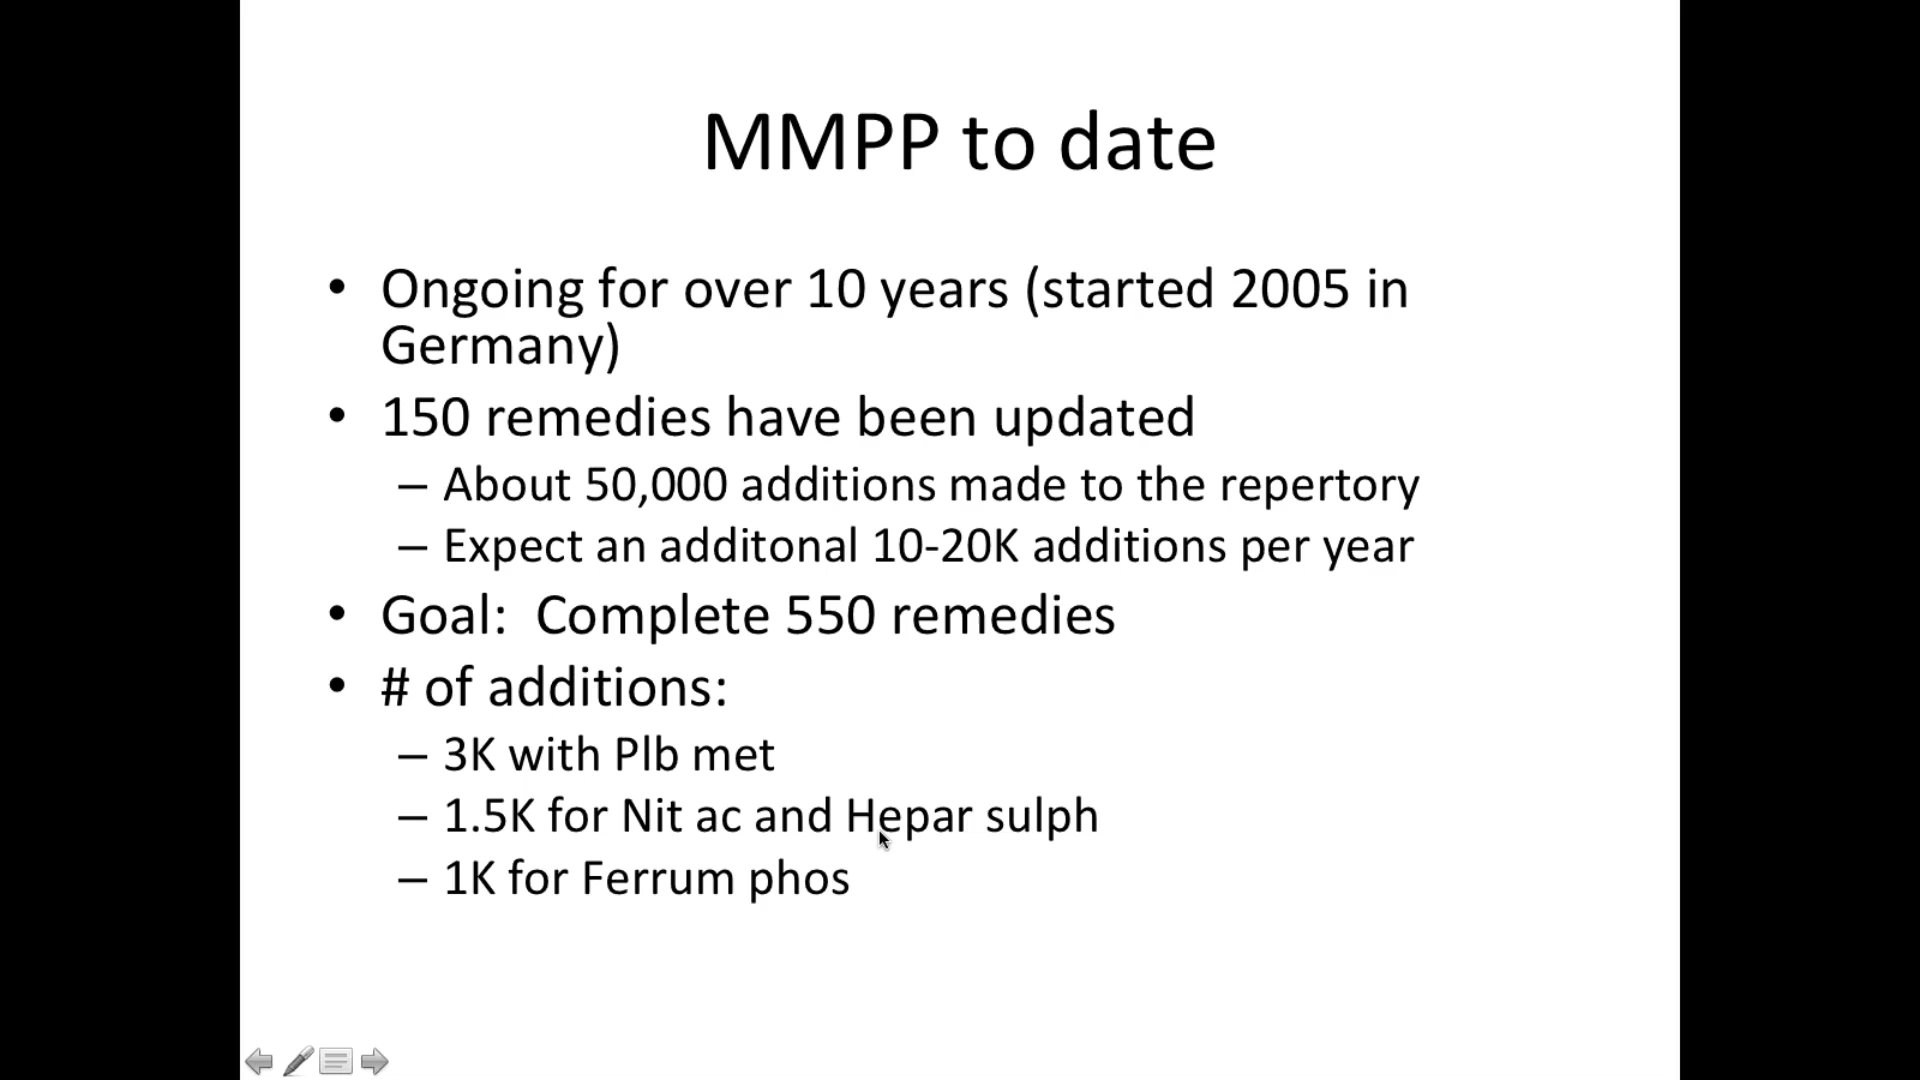 MMPP to date
• Ongoing for over 10 years (started 2005 in
Germany)
• 150 remedies have been updated
– About 50,000 additions made to the repertory
– Expect an additonal 10-20K additions per year
• Goal:  Complete 550 remedies
• # of additions:
– 3K with Plb met
– 1.5K for Nit ac and Hepar sulph
– 1K for Ferrum phos